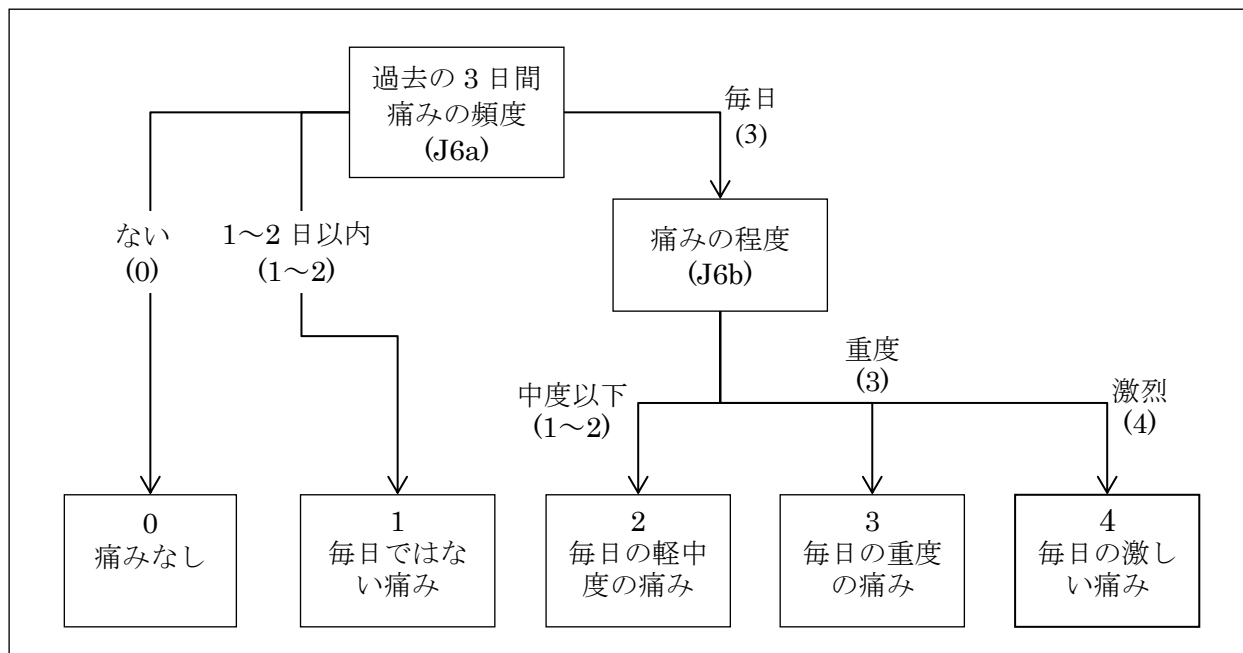 過去の 3 日間
痛みの頻度
(J6a)
毎日
(3)
ない
(0)
1～2 日以内
(1～2)
痛みの程度
(J6b)
中度以下
(1～2)
重度
(3)
激烈
(4)
0
痛みなし
1
毎日ではな
い痛み
2
毎日の軽中
度の痛み
3
毎日の重度
の痛み
4
毎日の激し
い痛み